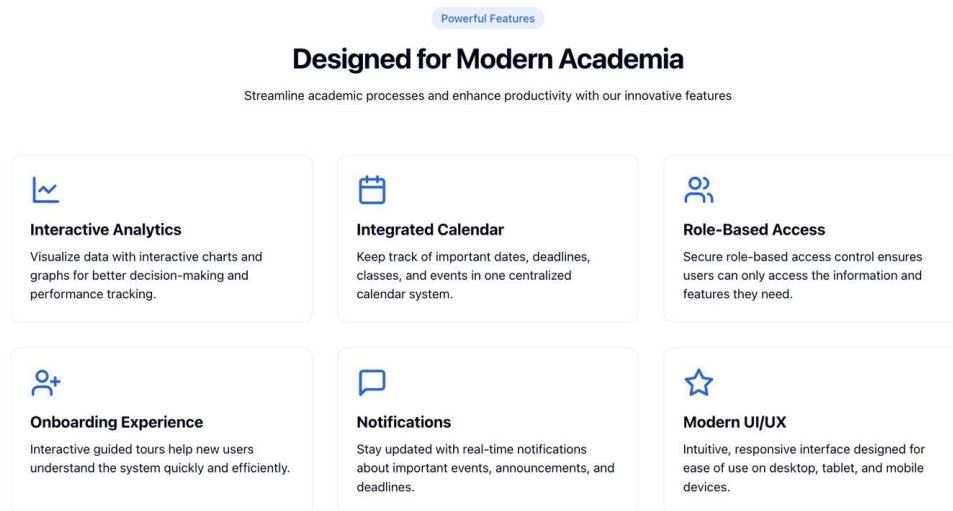 Powerful Features
Designed for Modern Academia
Streamline academic processes and enhance productivity with our innovative features
Interactive Analytics
Visualize data with interactive charts and
graphs for better decision-making and
performance tracking.
Integrated Calendar
Keep track of important dates, deadlines,
classes, and events in one centralized
calendar system.
Role-Based Access
Secure role-based access control ensures
users can only access the information and
features they need.
Onboarding Experience
Interactive guided tours help new users
understand the system quickly and efficiently.
Notifications
Stay updated with real-time notifications
about important events, announcements, and
deadlines.
Modern UI/UX
Intuitive, responsive interface designed for
ease of use on desktop, tablet, and mobile
devices.